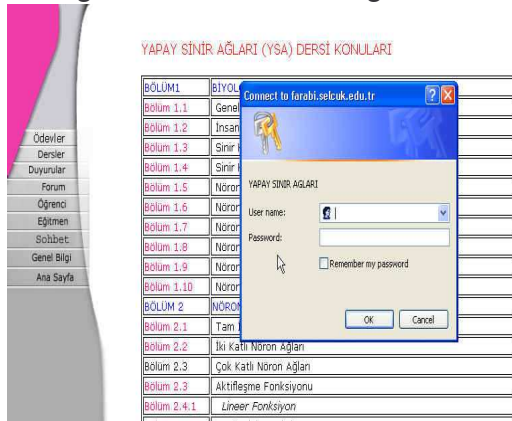 YAPAY SİNİR AĞLARI (YSA) DERSİ KONULARI
Ödevler
Dersler
Duyurular
Forum
Öğrenci
Eğitmen
Sohbet
Genel Bilgi
Ana Sayfa
BÖLÜM1
Bölüm 1.1 Genel
Bölüm 1.2 İnsan
Bölüm 1.3 Sinir
Bölüm 1.4 Sinir
Bölüm 1.5 Nöron
Bölüm 1.6 Nöron
Bölüm 1.7 Nöron
Bölüm 1.8 Nöron
Bölüm 1.9 Nöron
Bölüm 1.10 Nöron
BÖLÜM 2 NÖRON
Bölüm 2.1 Tam
Bölüm 2.2 İki Katlı Nöron Ağları
Bölüm 2.3 Çok Katlı Nöron Ağları
Bölüm 2.3 Aktifleşme Fonksiyonu
Bölüm 2.4.1 Lineer Fonksiyon
Connect to farabi.selcuk.edu.tr
YAPAY SINIR AGLARI
User name:
Password:
Remember my password
OK Cancel